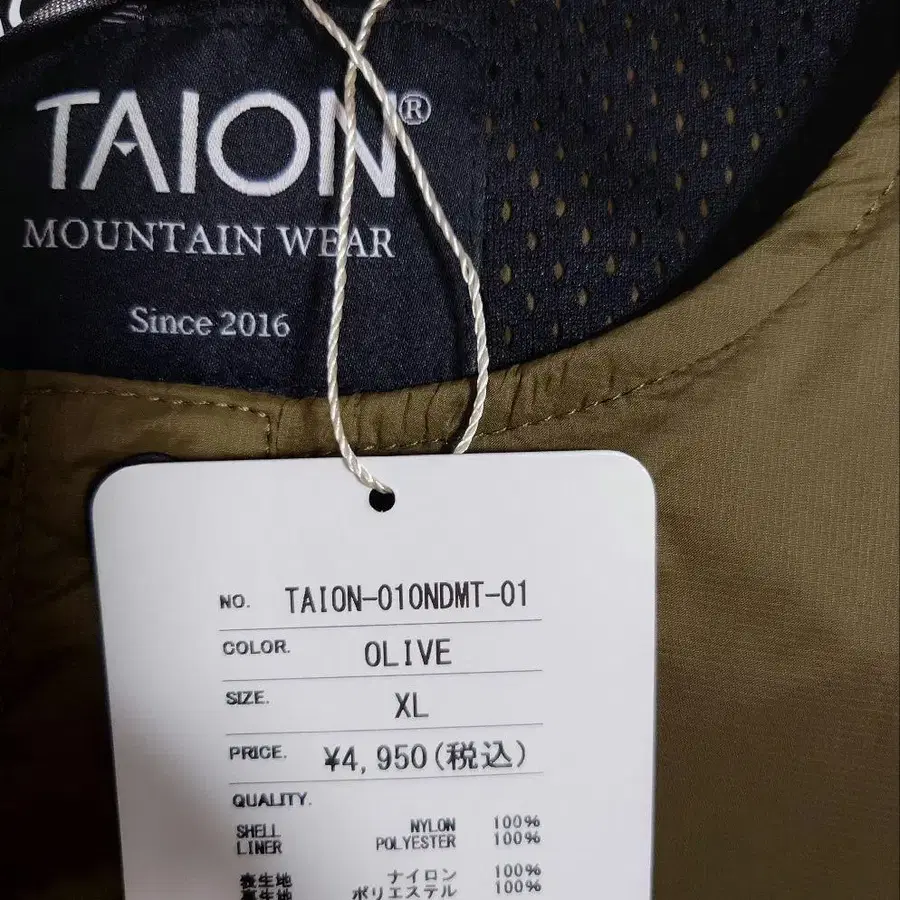 TAION®
MOUNTAIN WEAR
Since 2016
NO. TAION-010NDMT-01
COLOR. OLIVE
SIZE. XL
PRICE. ¥4,950(税込)
QUALITY.
SHELL NYLON 100%
LINER POLYESTER 100%
表生地 ナイロン 100%
裏生地 ポリエステル 100%